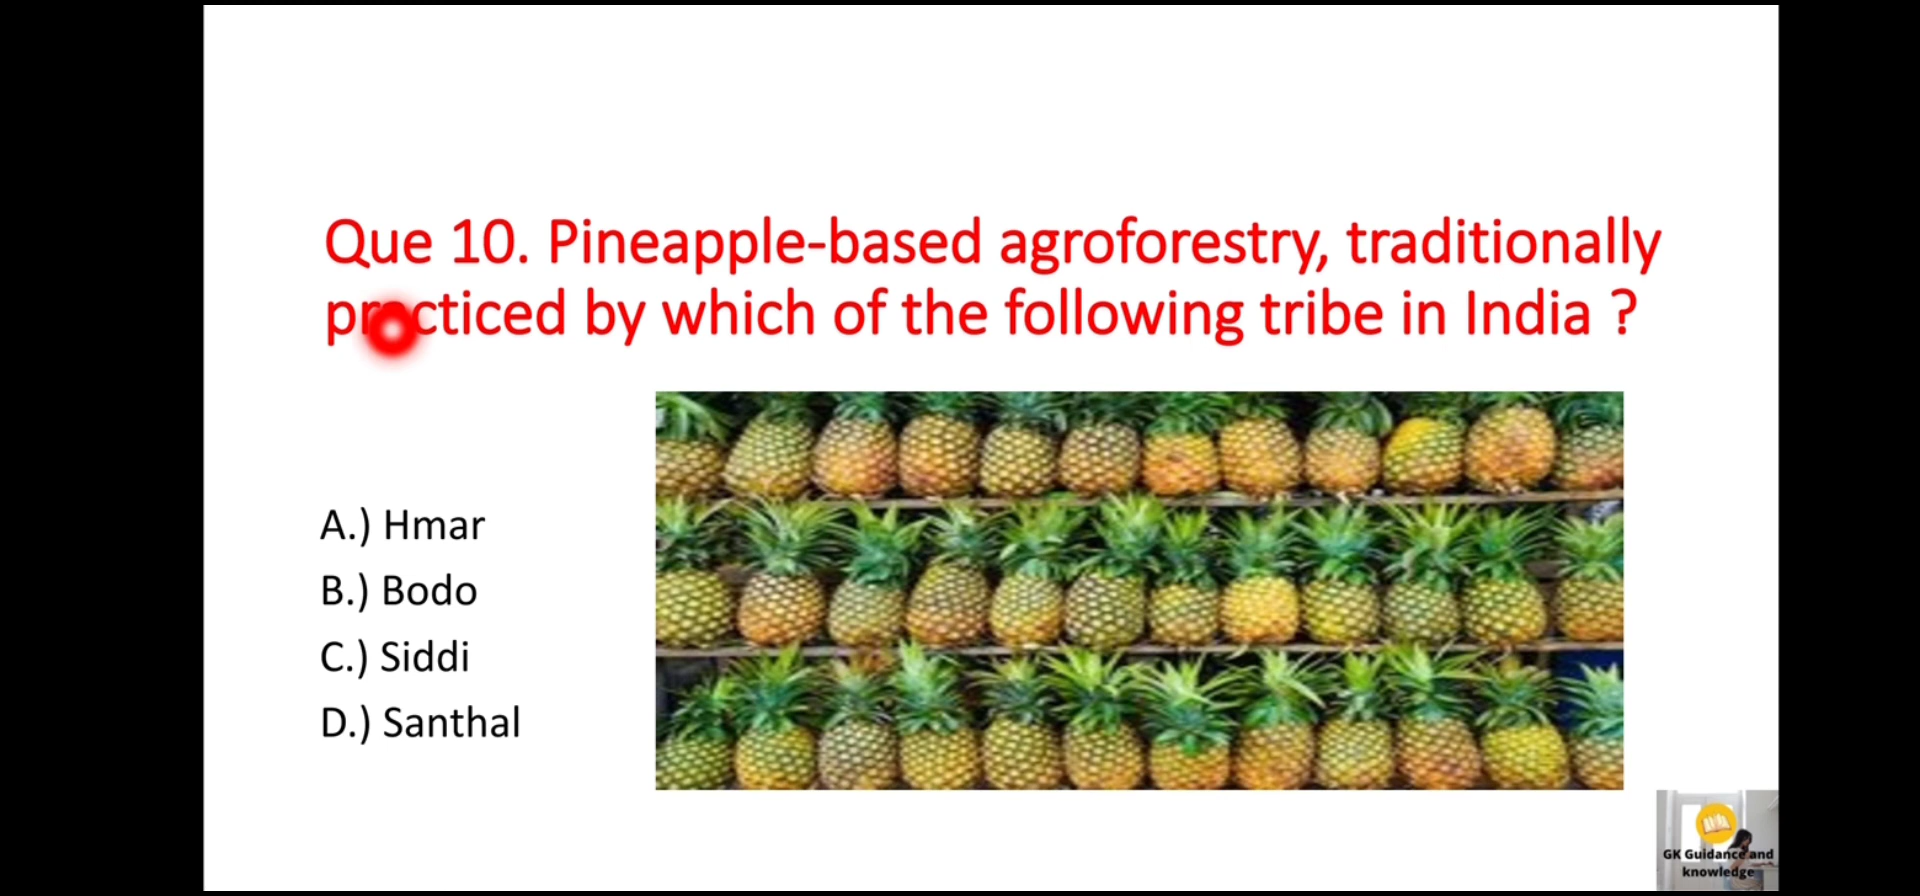 Que 10. Pineapple-based agroforestry, traditionally
practiced by which of the following tribe in India ?
A.) Hmar
B.) Bodo
C.) Siddi
D.) Santhal
GK Guidance and
knowledge